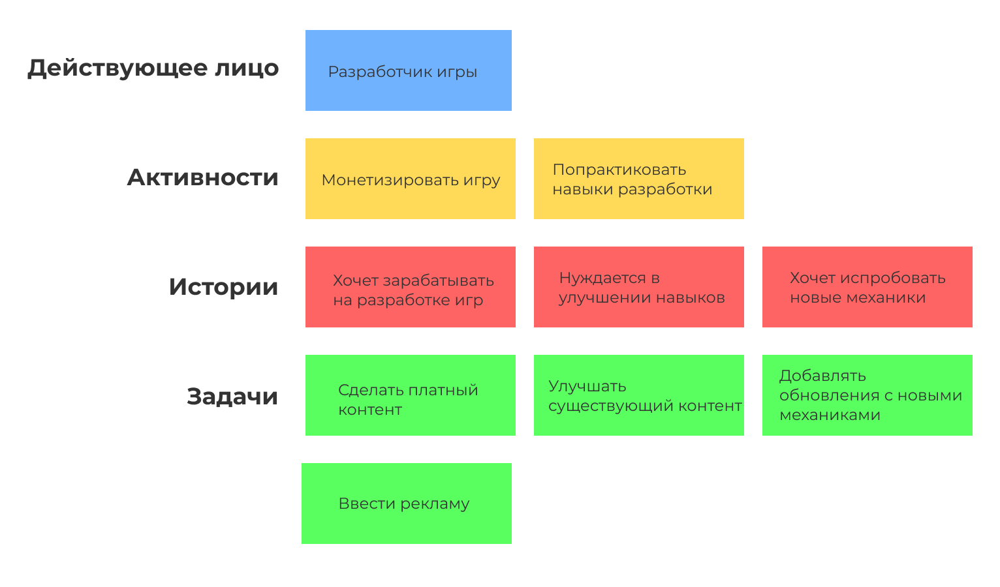 Действующее лицо
Разработчик игры
Активности
Монетизировать игру
Попрактиковать
навыки разработки
Истории
Хочет зарабатывать
на разработке игр
Нуждается в
улучшении навыков
Хочет испробовать
новые механики
Задачи
Сделать платный
контент
Улучшать
существующий контент
Добавлять
обновления с новыми
механиками
Ввести рекламу